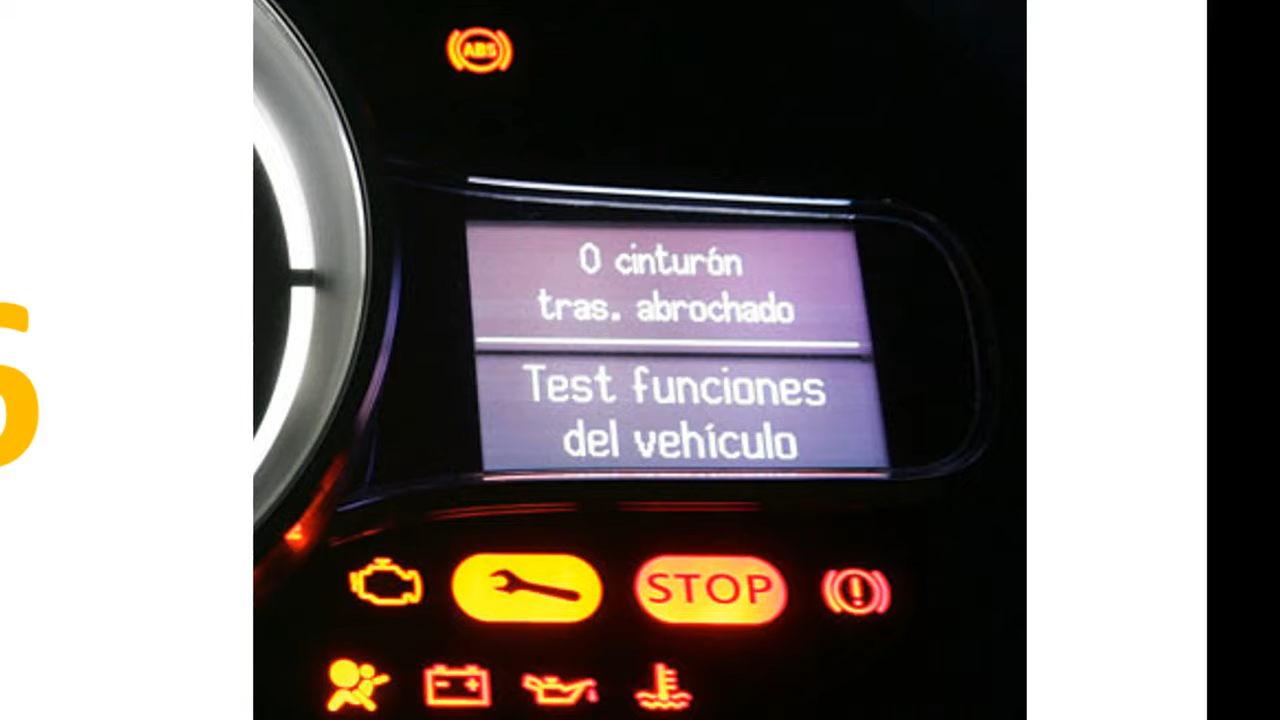 ABS
0 cinturón
tras. abrochado
Test funciones
del vehículo
STOP